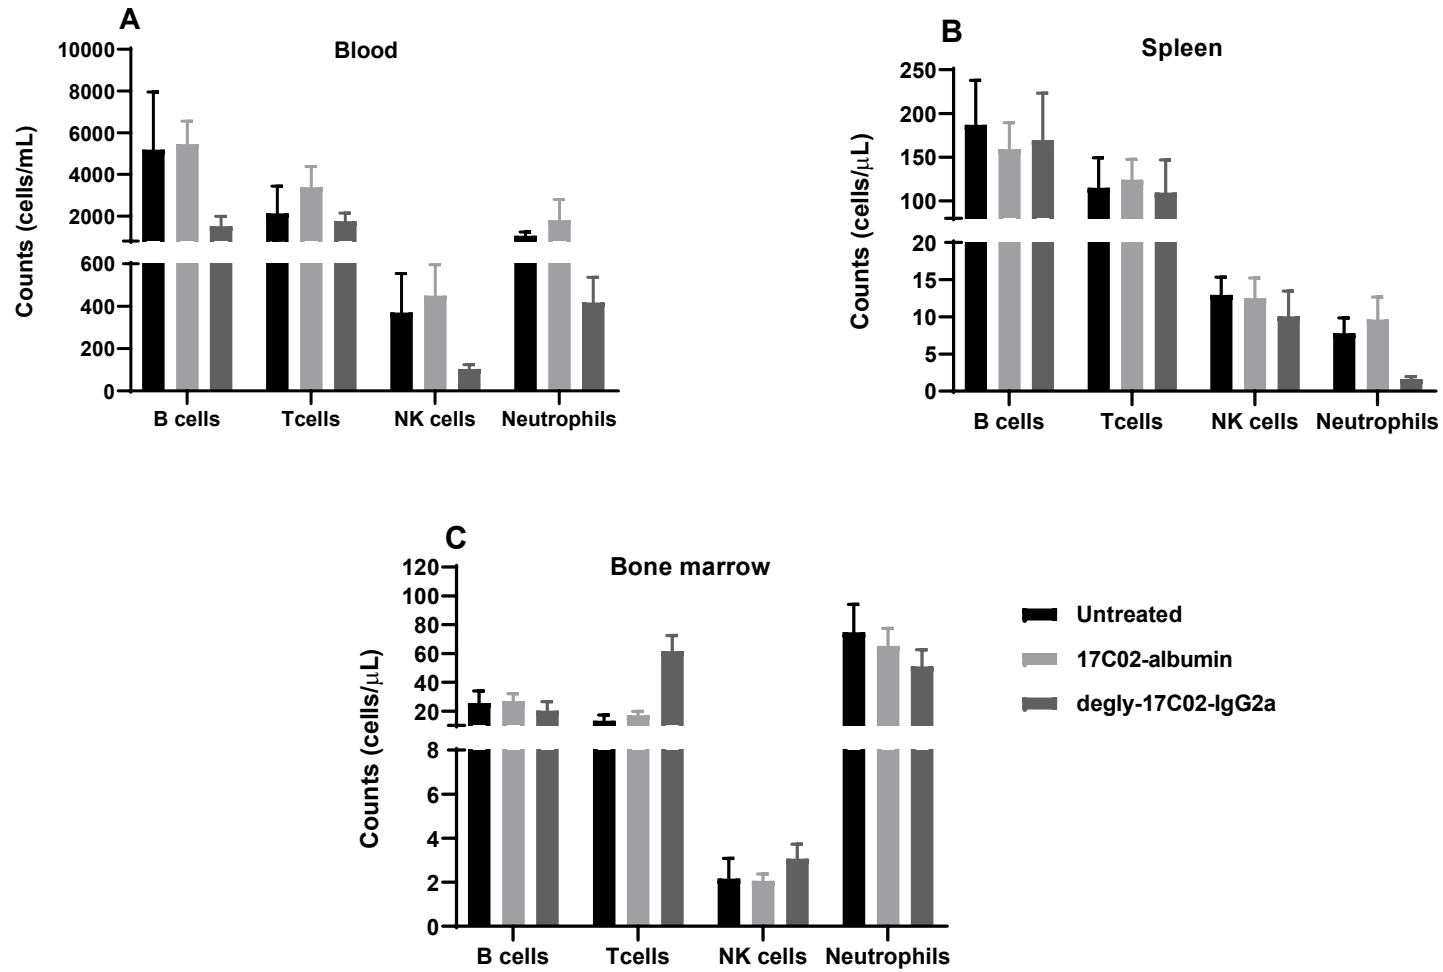 A
Blood
Counts (cells/mL)
10000
8000
6000
4000
2000
600
400
200
0
B cells Tcells NK cells Neutrophils
B
Spleen
Counts (cells/μL)
250
200
150
100
20
15
10
5
0
B cells Tcells NK cells Neutrophils
C
Bone marrow
Counts (cells/μL)
120
100
80
60
40
20
8
6
4
2
0
B cells Tcells NK cells Neutrophils
Untreated
17C02-albumin
degly-17C02-IgG2a